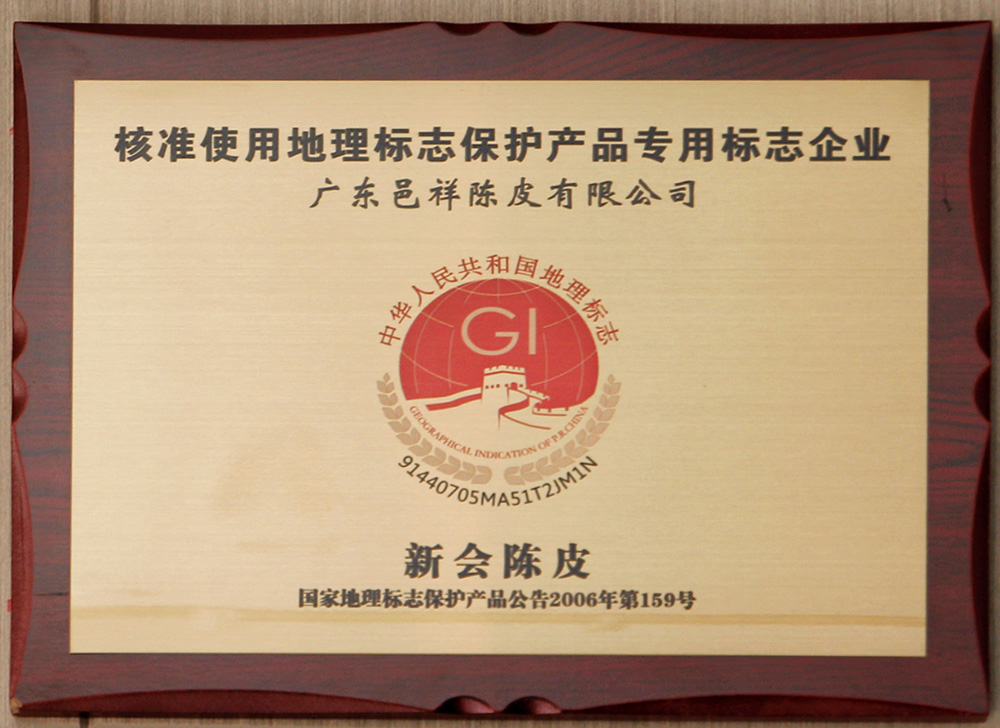 核准使用地理标志保护产品专用标志企业
广东邑祥陈皮有限公司
中华人民共和国地理标志
GI
GEOGRAPHICAL INDICATION OF P.R.CHINA
91440705MA51T2JM1N
新会陈皮
国家地理标志保护产品公告2006年第159号